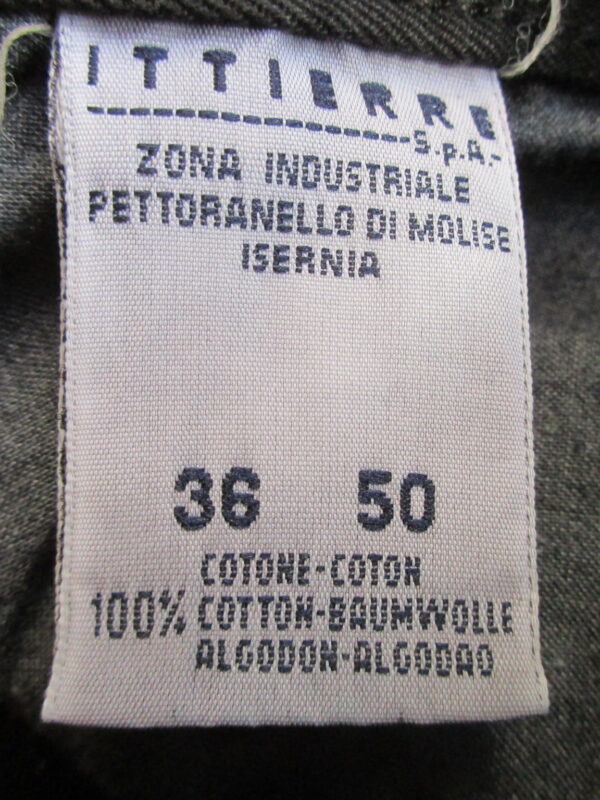 ITTIERRE
S.p.A.-
ZONA INDUSTRIALE
PETTORANELLO DI MOLISE
ISERNIA
36 50
COTONE-COTON
100% COTTON-BAUMWOLLE
ALGODON-ALGODAO